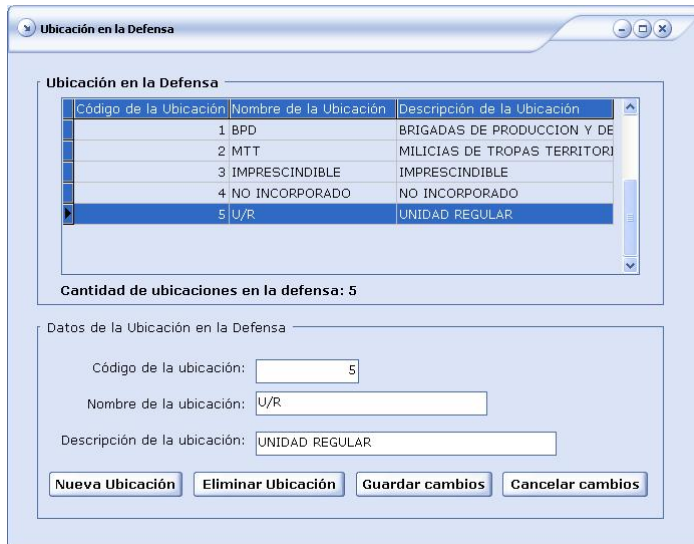 Ubicación en la Defensa
Ubicación en la Defensa
Código de la Ubicación Nombre de la Ubicación Descripción de la Ubicación
1 BPD BRIGADAS DE PRODUCCION Y DE
2 MTT MILICIAS DE TROPAS TERRITORI
3 IMPRESCINDIBLE IMPRESCINDIBLE
4 NO INCORPORADO NO INCORPORADO
5 U/R UNIDAD REGULAR
Cantidad de ubicaciones en la defensa: 5
Datos de la Ubicación en la Defensa
Código de la ubicación: 5
Nombre de la ubicación: U/R
Descripción de la ubicación: UNIDAD REGULAR
Nueva Ubicación Eliminar Ubicación Guardar cambios Cancelar cambios